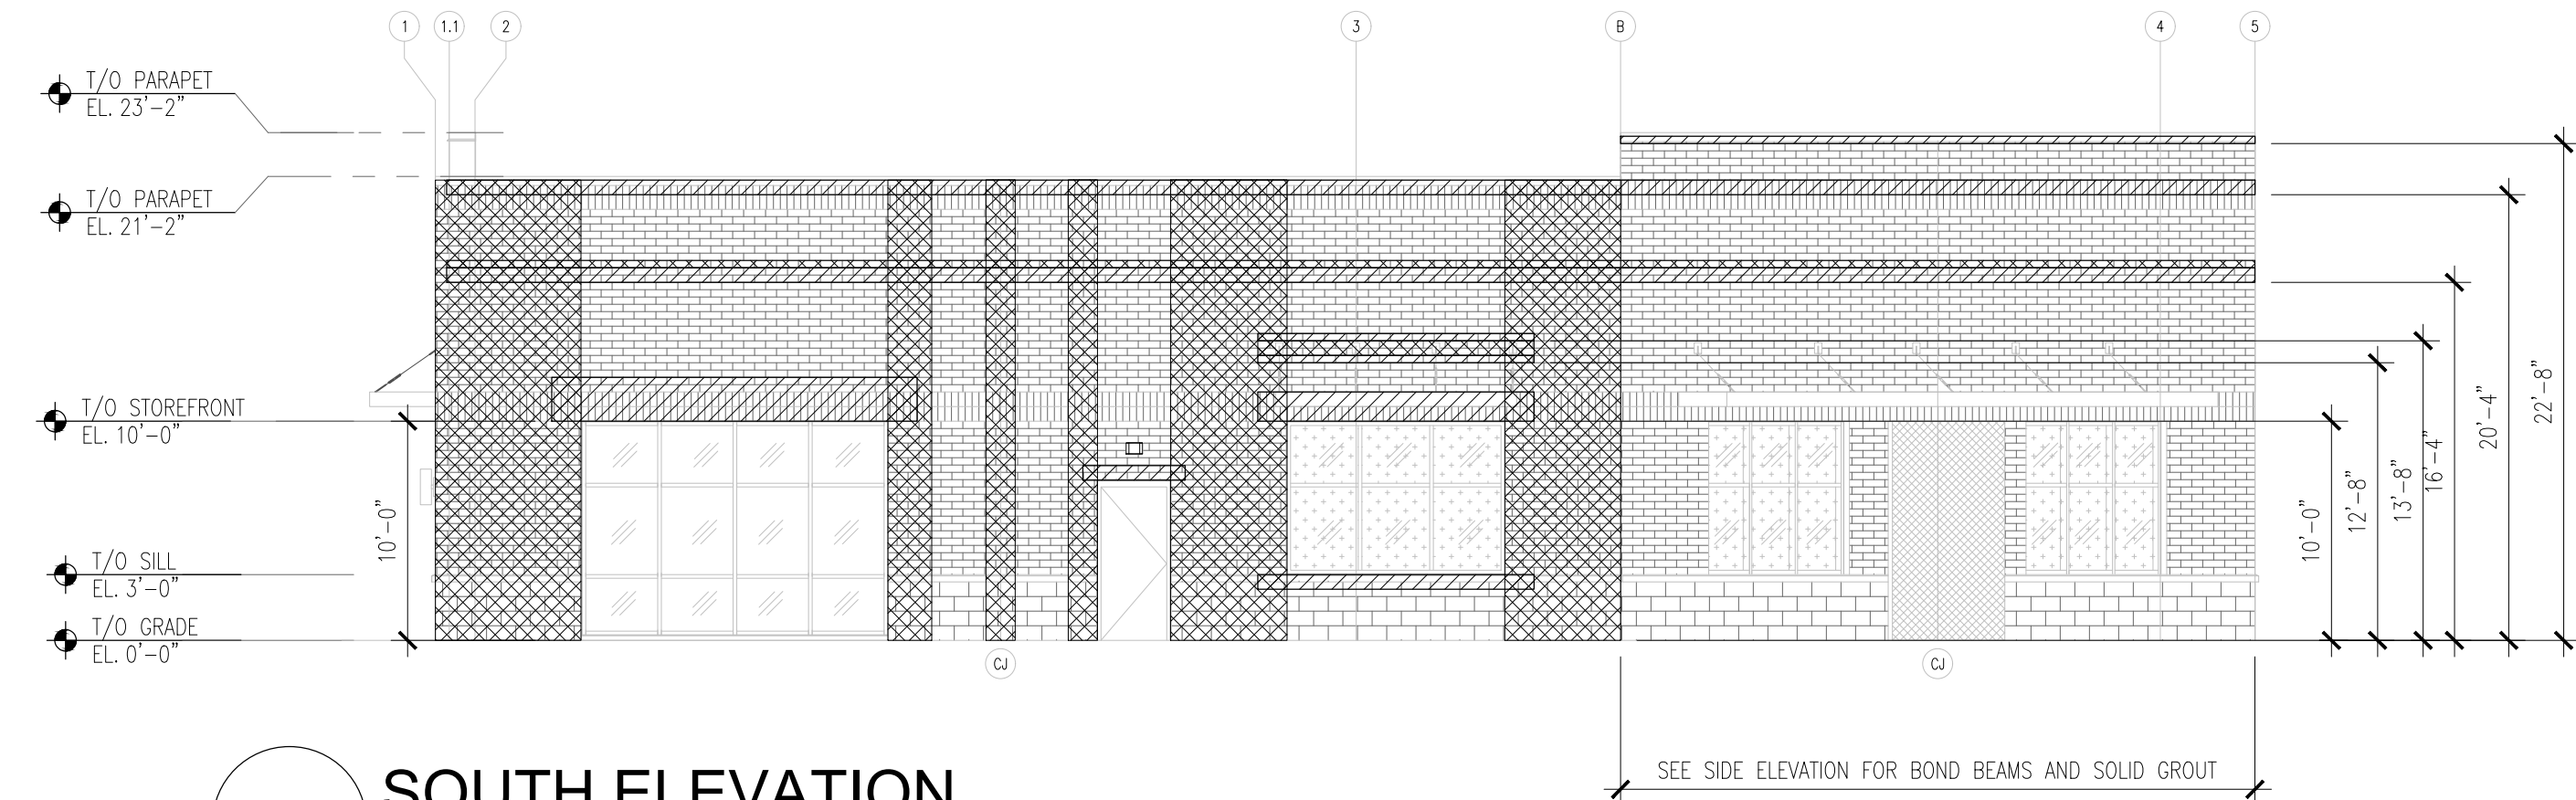 1
1.1
2
3
B
4
5
T/O PARAPET
EL. 23'-2"
T/O PARAPET
EL. 21'-2"
T/O STOREFRONT
EL. 10'-0"
T/O SILL
EL. 3'-0"
T/O GRADE
EL. 0'-0"
10'-0"
10'-0"
12'-8"
13'-8"
16'-4"
20'-4"
22'-8"
CJ
CJ
SEE SIDE ELEVATION FOR BOND BEAMS AND SOLID GROUT
SOUTH ELEVATION